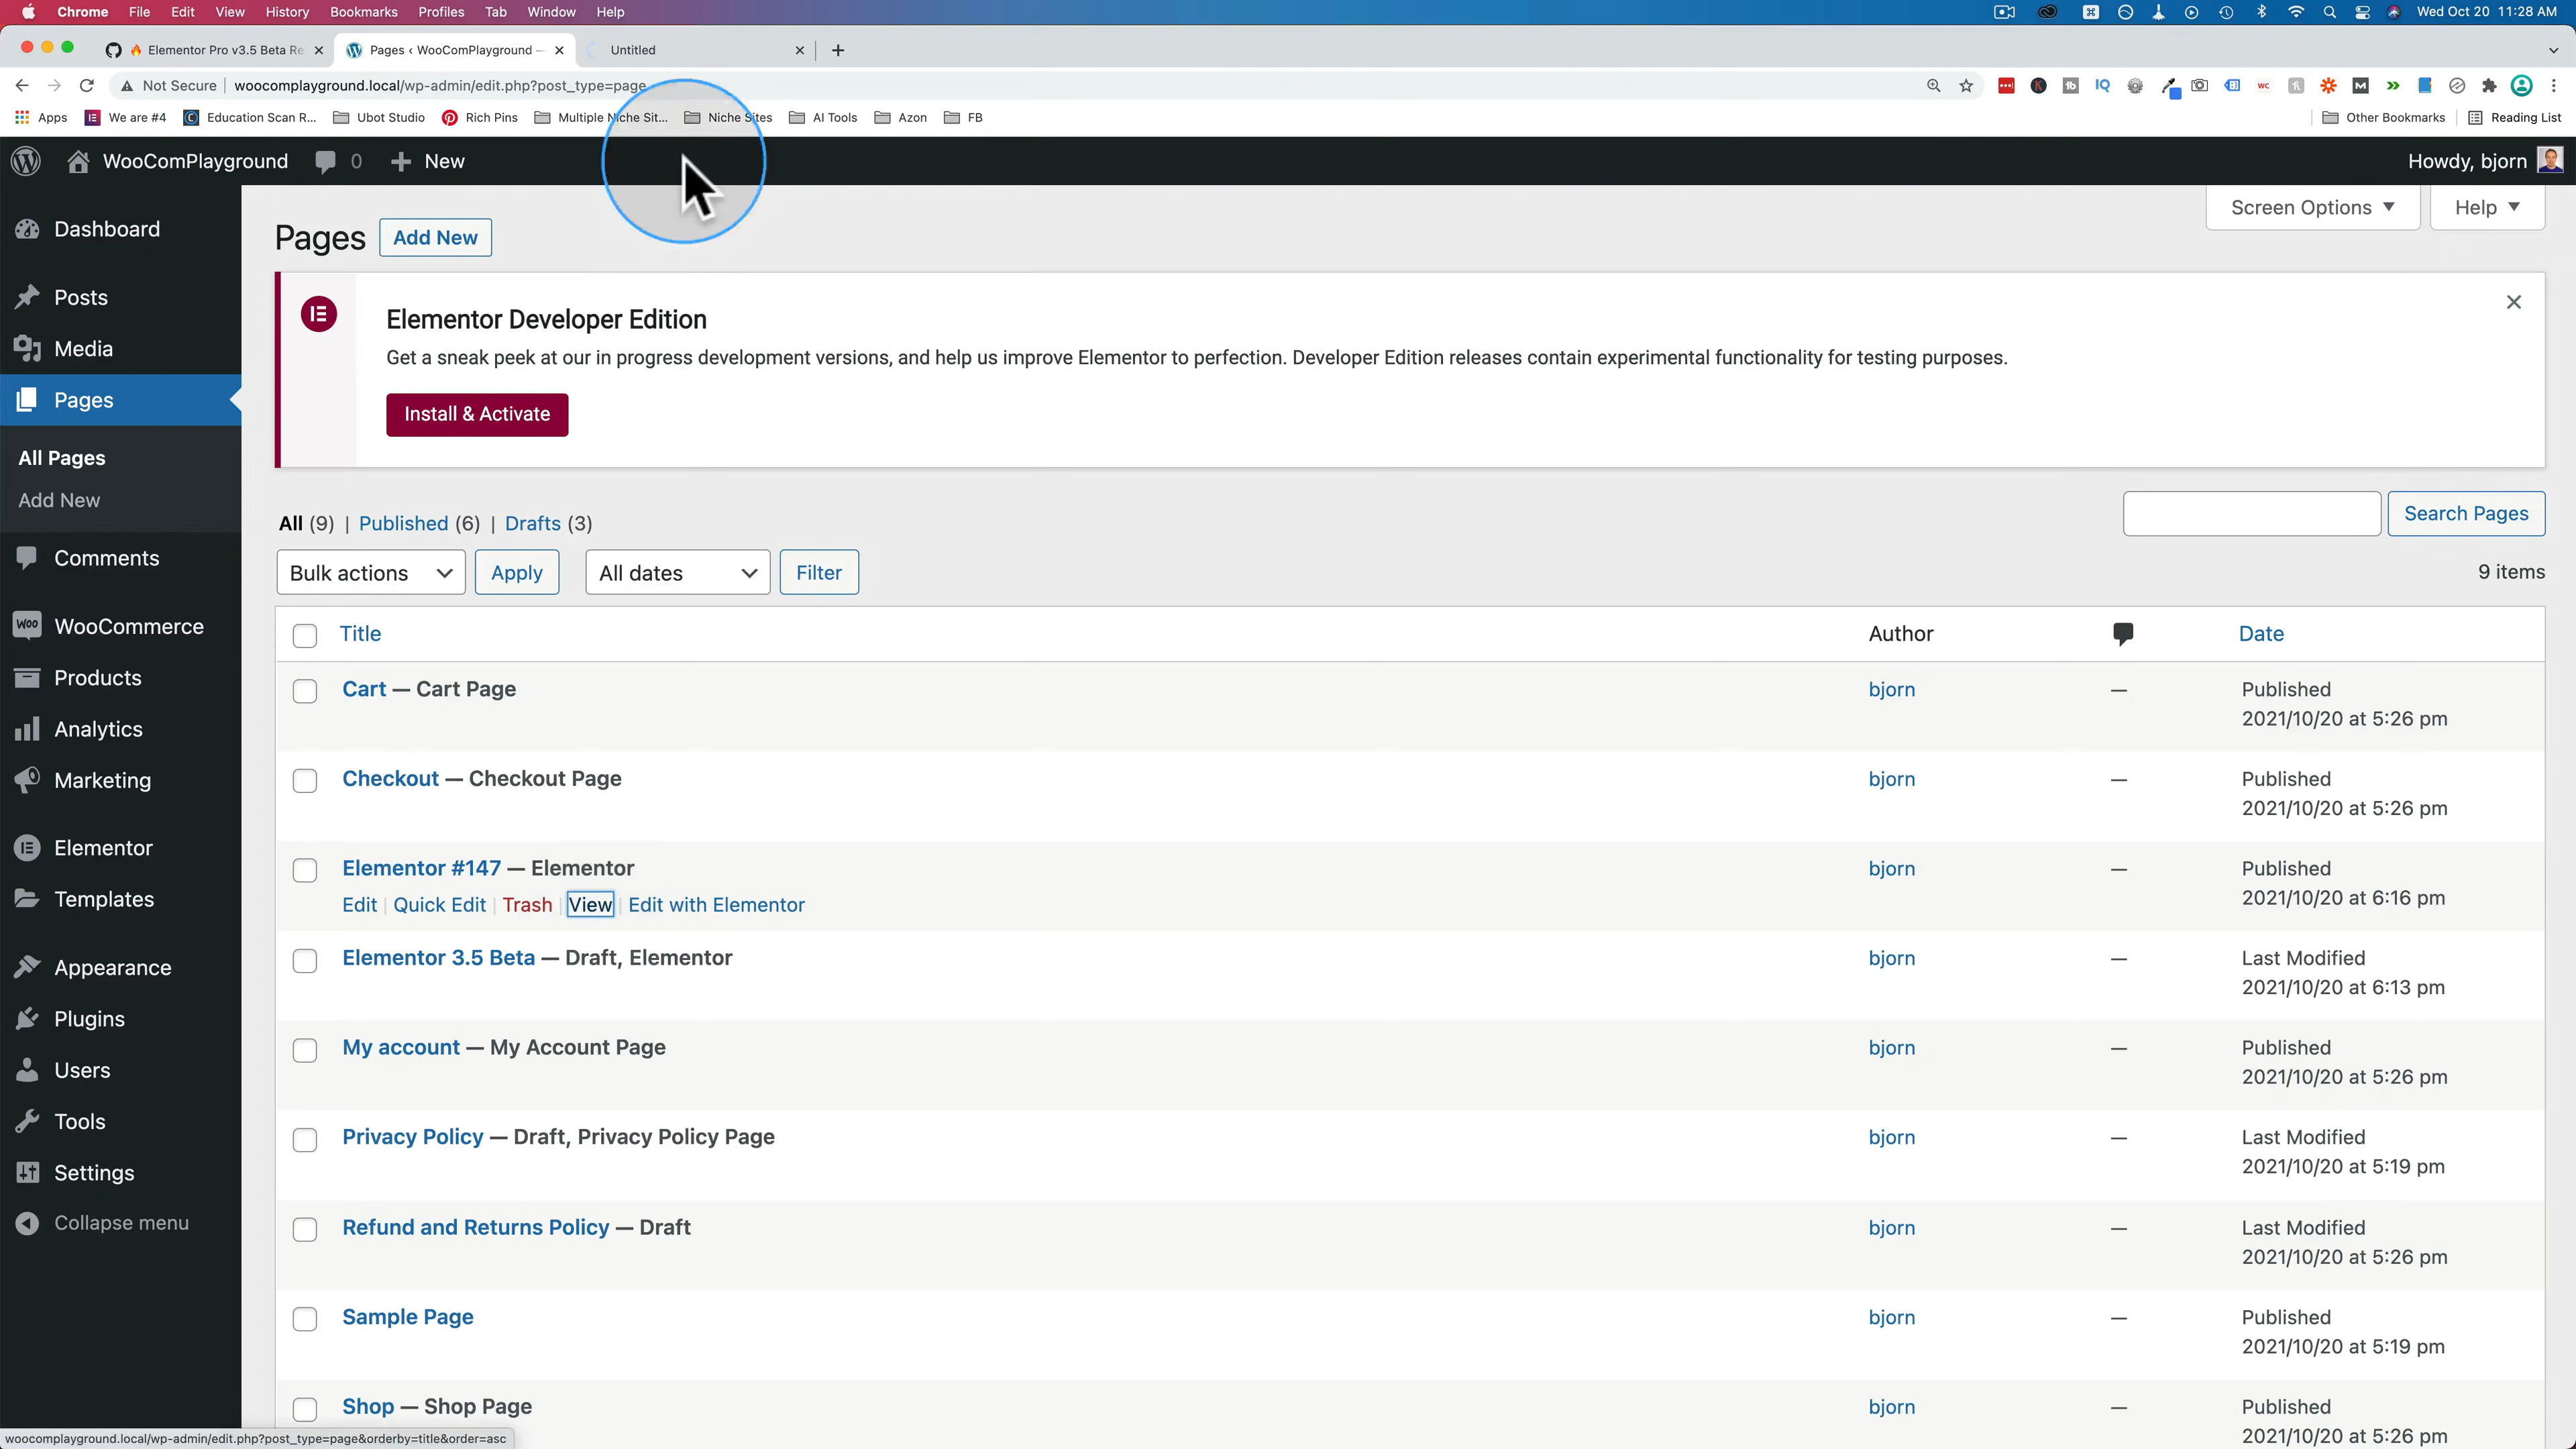 Chrome File Edit View History Bookmarks Profiles Tab Window Help Wed Oct 20 11:28 AM
Elementor Pro v3.5 Beta Re Pages ‹ WooComPlayground — Untitled
Not Secure woocomplayground.local/wp-admin/edit.php?post_type=page
Apps We are #4 Education Scan R... Ubot Studio Rich Pins Multiple Niche Sit... Niche Sites AI Tools Azon FB Other Bookmarks Reading List
WooComPlayground 0 New Howdy, bjorn
Screen Options Help
Dashboard
Posts
Media
Pages
All Pages
Add New
Comments
WooCommerce
Products
Analytics
Marketing
Elementor
Templates
Appearance
Plugins
Users
Tools
Settings
Collapse menu
Pages Add New
Elementor Developer Edition
Get a sneak peek at our in progress development versions, and help us improve Elementor to perfection. Developer Edition releases contain experimental functionality for testing purposes.
Install & Activate
All (9) | Published (6) | Drafts (3)
Search Pages
Bulk actions Apply All dates Filter 9 items
Title Author Date
Cart — Cart Page bjorn — Published
2021/10/20 at 5:26 pm
Checkout — Checkout Page bjorn — Published
2021/10/20 at 5:26 pm
Elementor #147 — Elementor bjorn — Published
Edit | Quick Edit | Trash | View | Edit with Elementor 2021/10/20 at 6:16 pm
Elementor 3.5 Beta — Draft, Elementor bjorn — Last Modified
2021/10/20 at 6:13 pm
My account — My Account Page bjorn — Published
2021/10/20 at 5:26 pm
Privacy Policy — Draft, Privacy Policy Page bjorn — Last Modified
2021/10/20 at 5:19 pm
Refund and Returns Policy — Draft bjorn — Last Modified
2021/10/20 at 5:26 pm
Sample Page bjorn — Published
2021/10/20 at 5:19 pm
Shop — Shop Page bjorn — Published
2021/10/20 at 5:26 pm
woocomplayground.local/wp-admin/edit.php?post_type=page&orderby=title&order=asc